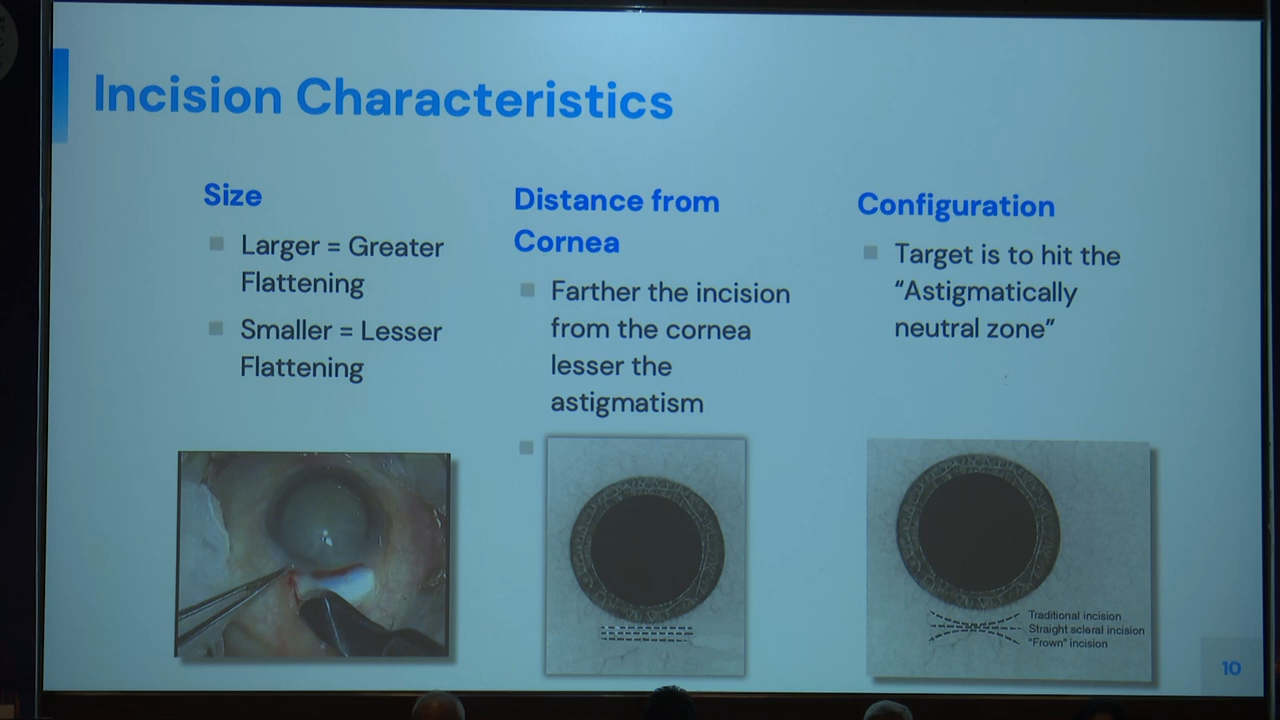 Incision Characteristics
Size
Larger = Greater
Flattening
Smaller = Lesser
Flattening
Distance from
Cornea
Farther the incision
from the cornea
lesser the
astigmatism
Configuration
Target is to hit the
“Astigmatically
neutral zone”
Traditional incision
Straight scleral incision
"Frown" incision
10